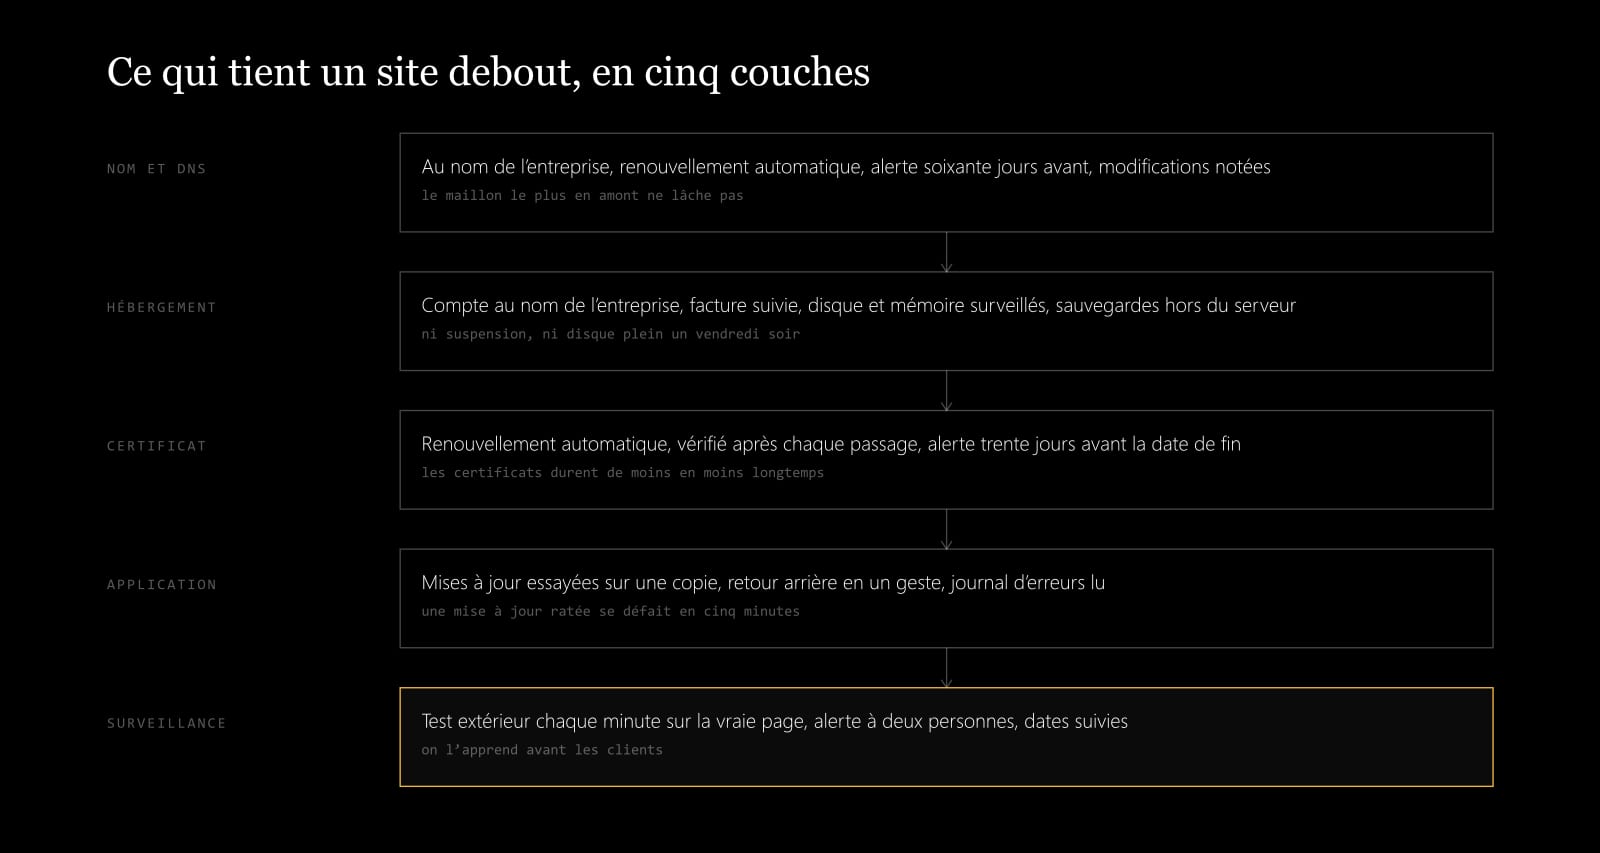 Ce qui tient un site debout, en cinq couches
NOM ET DNS
Au nom de l’entreprise, renouvellement automatique, alerte soixante jours avant, modifications notées
le maillon le plus en amont ne lâche pas
HÉBERGEMENT
Compte au nom de l’entreprise, facture suivie, disque et mémoire surveillés, sauvegardes hors du serveur
ni suspension, ni disque plein un vendredi soir
CERTIFICAT
Renouvellement automatique, vérifié après chaque passage, alerte trente jours avant la date de fin
les certificats durent de moins en moins longtemps
APPLICATION
Mises à jour essayées sur une copie, retour arrière en un geste, journal d’erreurs lu
une mise à jour ratée se défait en cinq minutes
SURVEILLANCE
Test extérieur chaque minute sur la vraie page, alerte à deux personnes, dates suivies
on l’apprend avant les clients